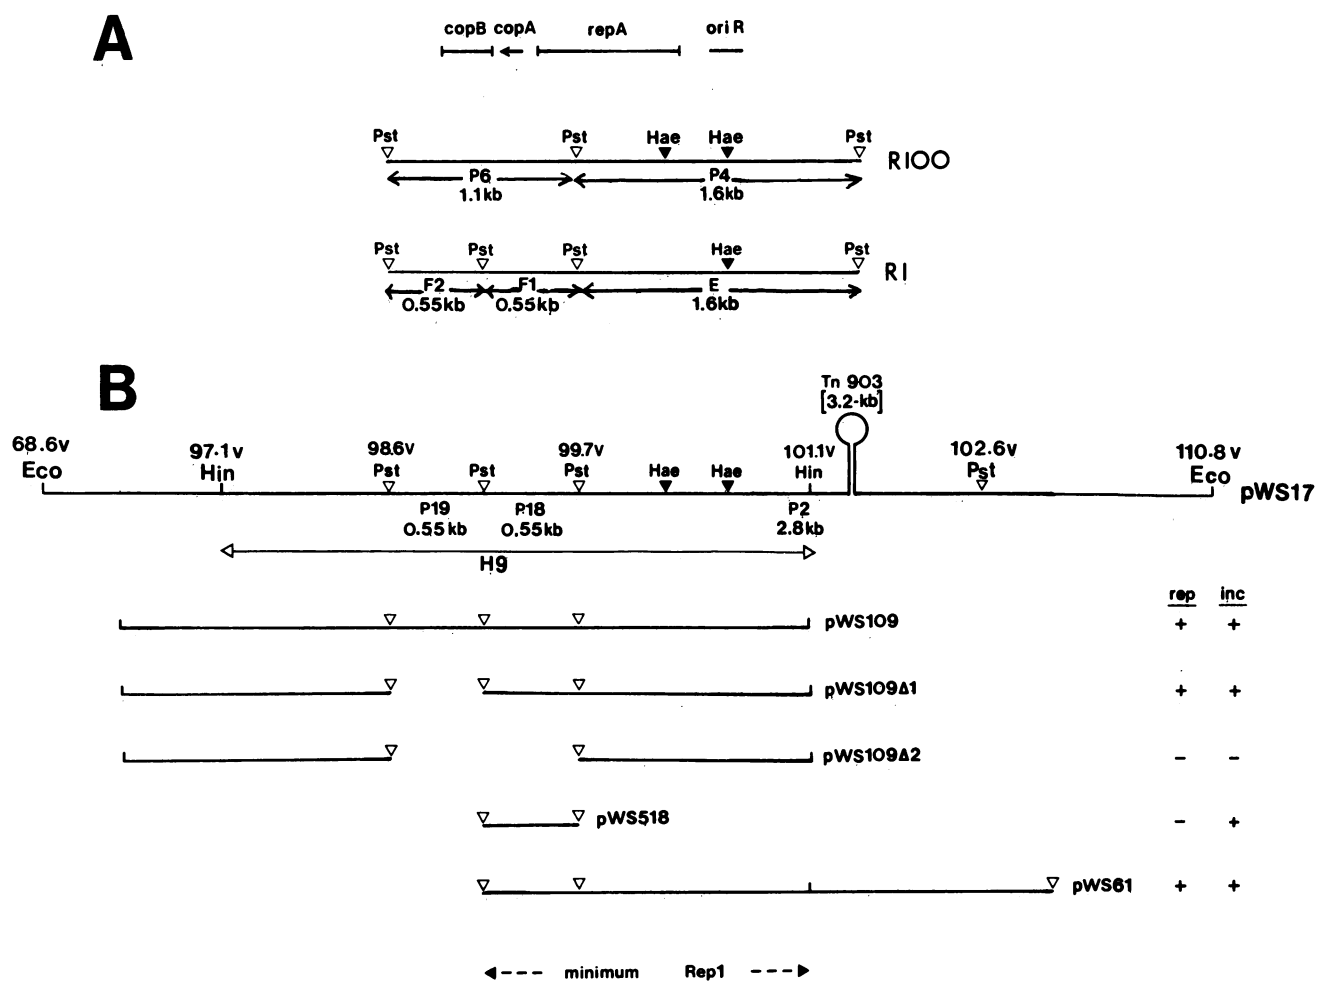 A
copB copA repA ori R
Pst Pst Hae Hae Pst
R100
P6 P4
1.1kb 1.6kb
Pst Pst Pst Hae Pst
R1
F2 F1 E
0.55kb 0.55kb 1.6kb
B
Tn 903
[3.2-kb]
68.6v 97.1v 98.6v 99.7v 101.1v 102.6v 110.8v
Eco Hin Pst Pst Pst Hae Hae Hin Pst Eco
pWS17
P19 P18 P2
0.55kb 0.55kb 2.8kb
H9
rep inc
pWS109 + +
pWS109Δ1 + +
pWS109Δ2 - -
pWS518 - +
pWS61 + +
minimum Rep1